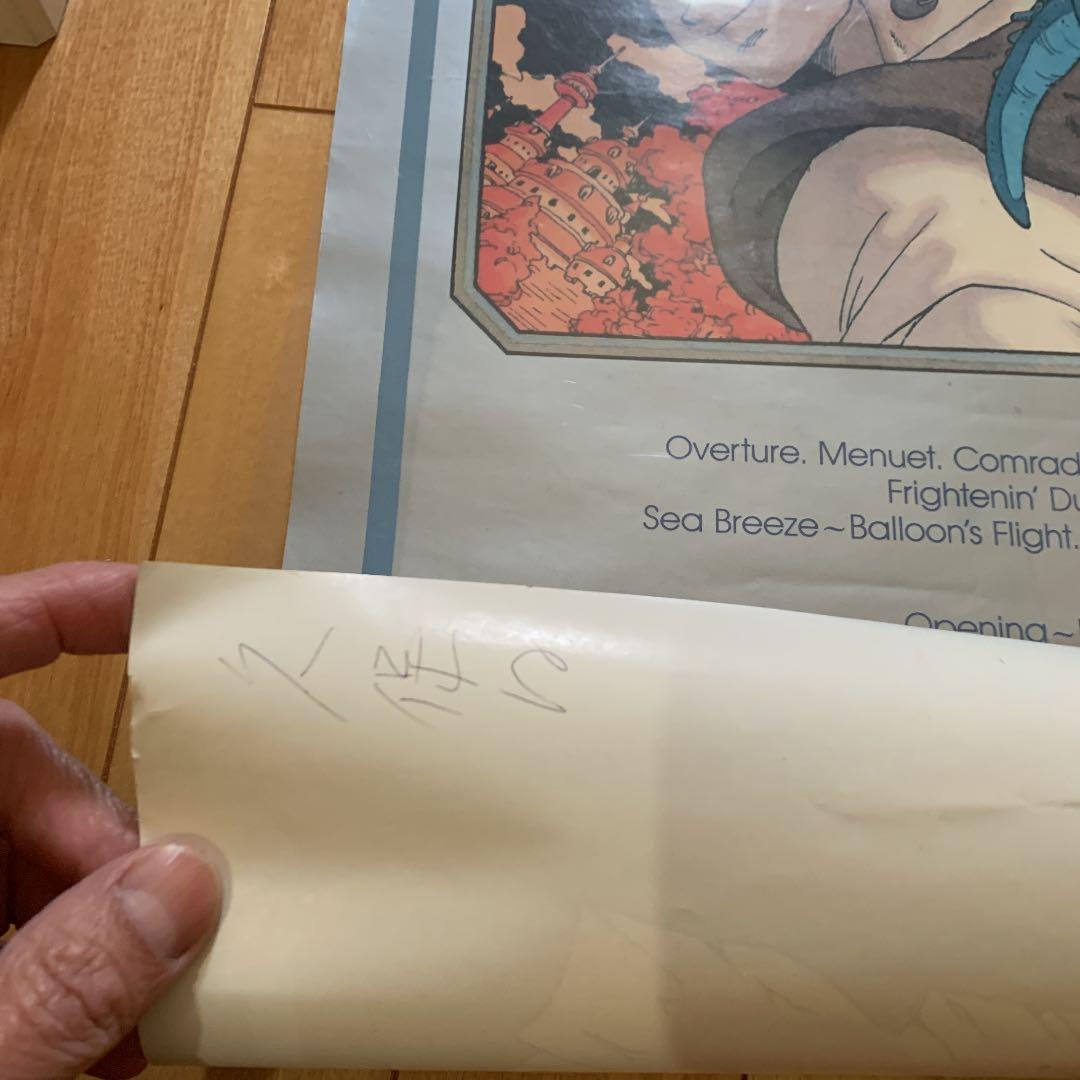 Overture. Menuet. Comrad
Frightenin' Du
Sea Breeze~Balloon's Flight.
Opening~